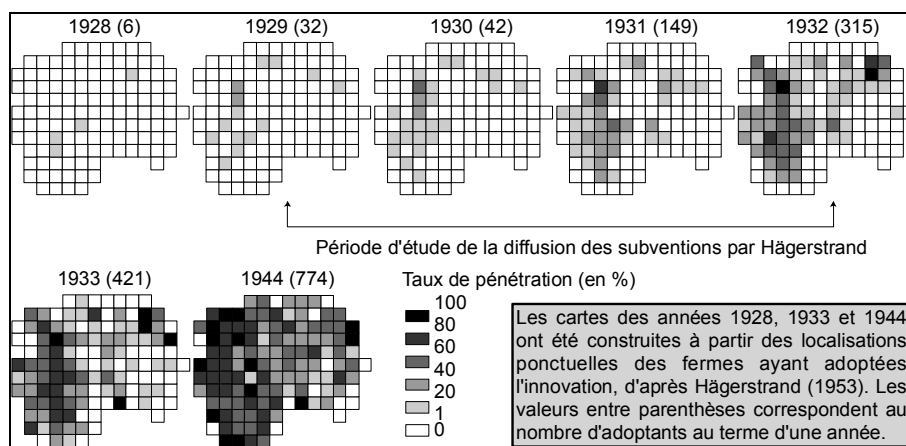 1928 (6)
1929 (32)
1930 (42)
1931 (149)
1932 (315)
Période d'étude de la diffusion des subventions par Hägerstrand
1933 (421)
1944 (774)
Taux de pénétration (en %)
100
80
60
40
20
1
0
Les cartes des années 1928, 1933 et 1944
ont été construites à partir des localisations
ponctuelles des fermes ayant adoptées
l'innovation, d'après Hägerstrand (1953). Les
valeurs entre parenthèses correspondent au
nombre d'adoptants au terme d'une année.